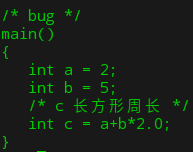 /* bug */
main()
{
int a = 2;
int b = 5;
/* c 长方形周长 */
int c = a+b*2.0;
}